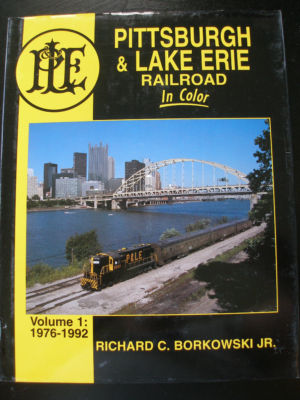 P&LE
PITTSBURGH
& LAKE ERIE
RAILROAD
In Color
P&LE
Volume 1:
1976-1992
RICHARD C. BORKOWSKI JR.